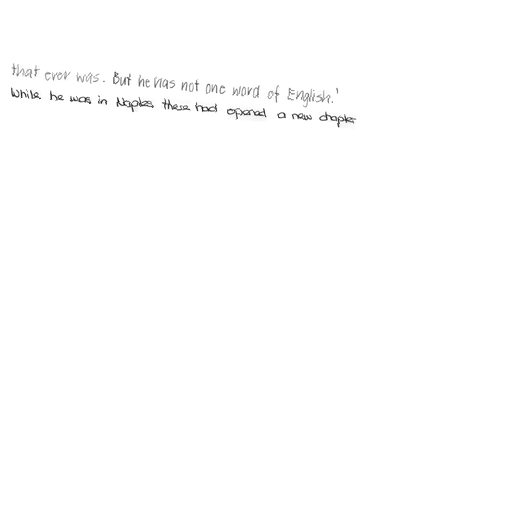 that ever was. But he has not one word of English.'
While he was in Naples there had opened a new chapter